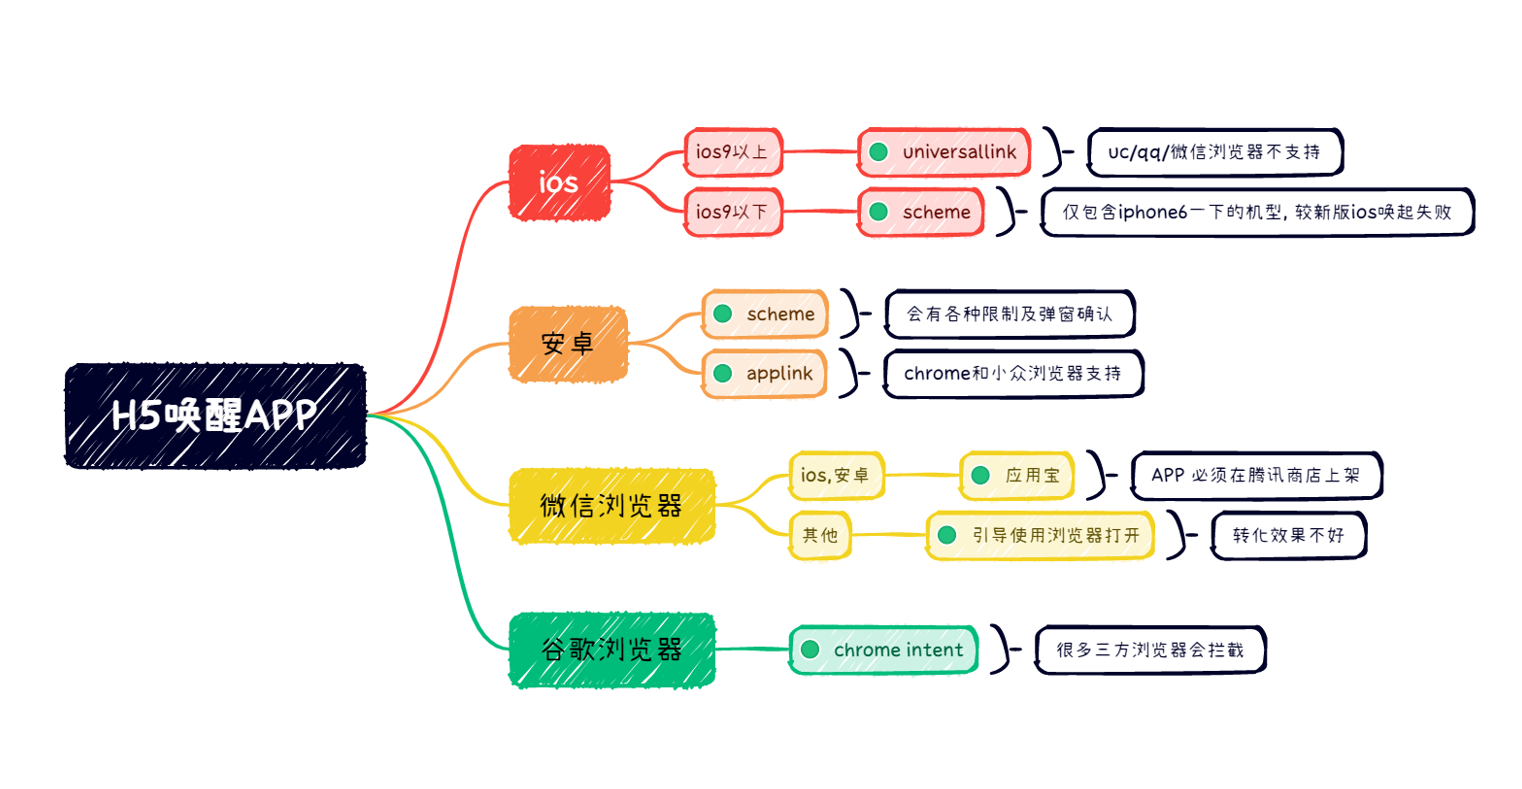 H5唤醒APP
ios
ios9以上
universallink
uc/qq/微信浏览器不支持
ios9以下
scheme
仅包含iphone6一下的机型, 较新版ios唤起失败
安卓
scheme
会有各种限制及弹窗确认
applink
chrome和小众浏览器支持
微信浏览器
ios,安卓
应用宝
APP 必须在腾讯商店上架
其他
引导使用浏览器打开
转化效果不好
谷歌浏览器
chrome intent
很多三方浏览器会拦截